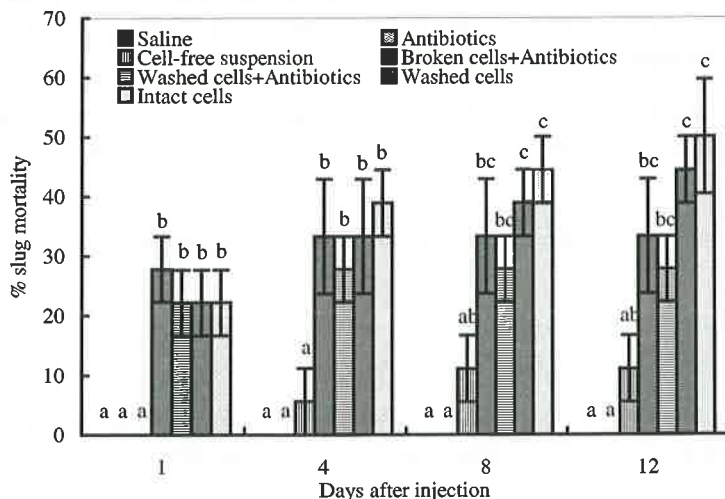 70
60
50
40
30
20
10
0
% slug mortality
Saline
Antibiotics
Cell-free suspension
Broken cells+Antibiotics
Washed cells+Antibiotics
Washed cells
Intact cells
a a a b b b b
a a a b b b b
a a ab bc bc c c
a a ab bc bc c c
1 4 8 12
Days after injection